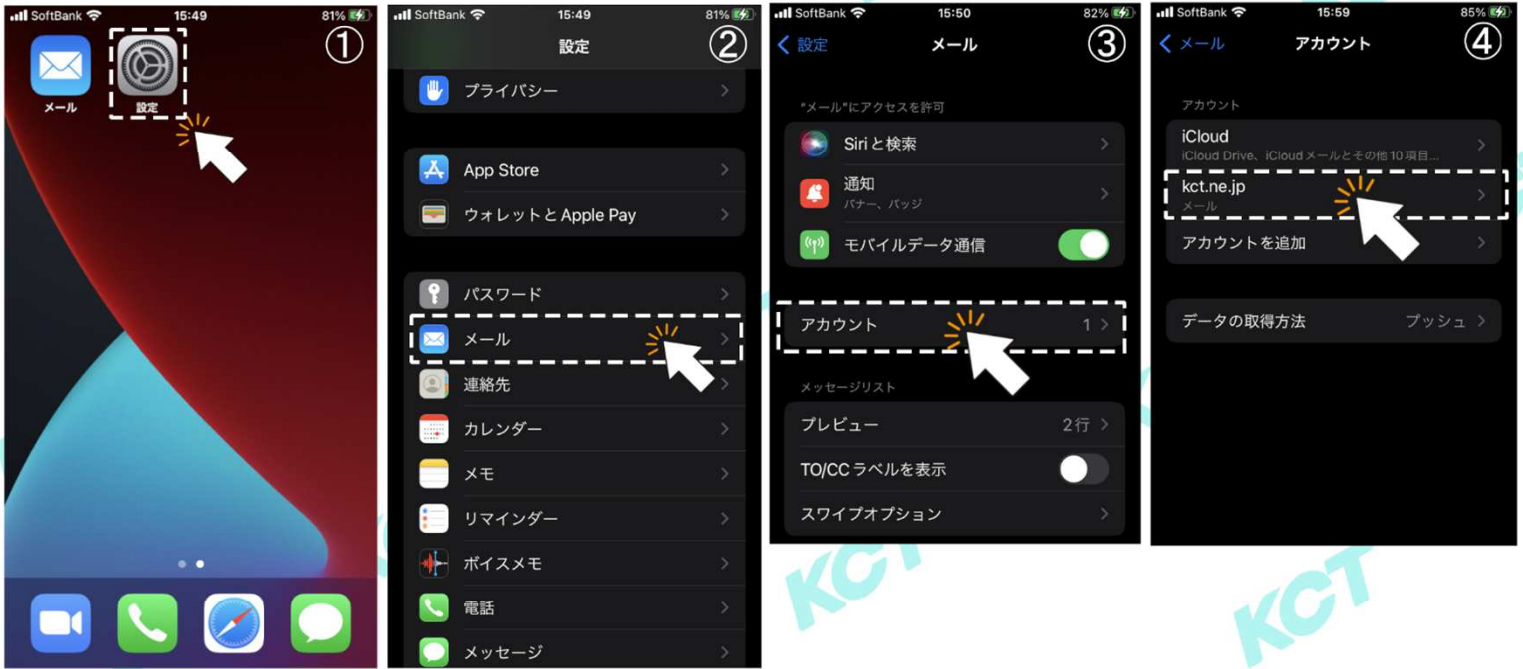 SoftBank 15:49 81%
①
メール 設定
SoftBank 15:49 81%
設定
②
プライバシー
App Store
ウォレットと Apple Pay
パスワード
メール
連絡先
カレンダー
メモ
リマインダー
ボイスメモ
電話
メッセージ
SoftBank 15:50 82%
設定 メール
③
"メール"にアクセスを許可
Siri と検索
通知
バナー、バッジ
モバイルデータ通信
アカウント 1
メッセージリスト
プレビュー 2行
TO/CC ラベルを表示
スワイプオプション
SoftBank 15:59 85%
メール アカウント
④
アカウント
iCloud
iCloud Drive、iCloud メールとその他 10 項目...
kct.ne.jp
メール
アカウントを追加
データの取得方法 プッシュ
KCT
KCT